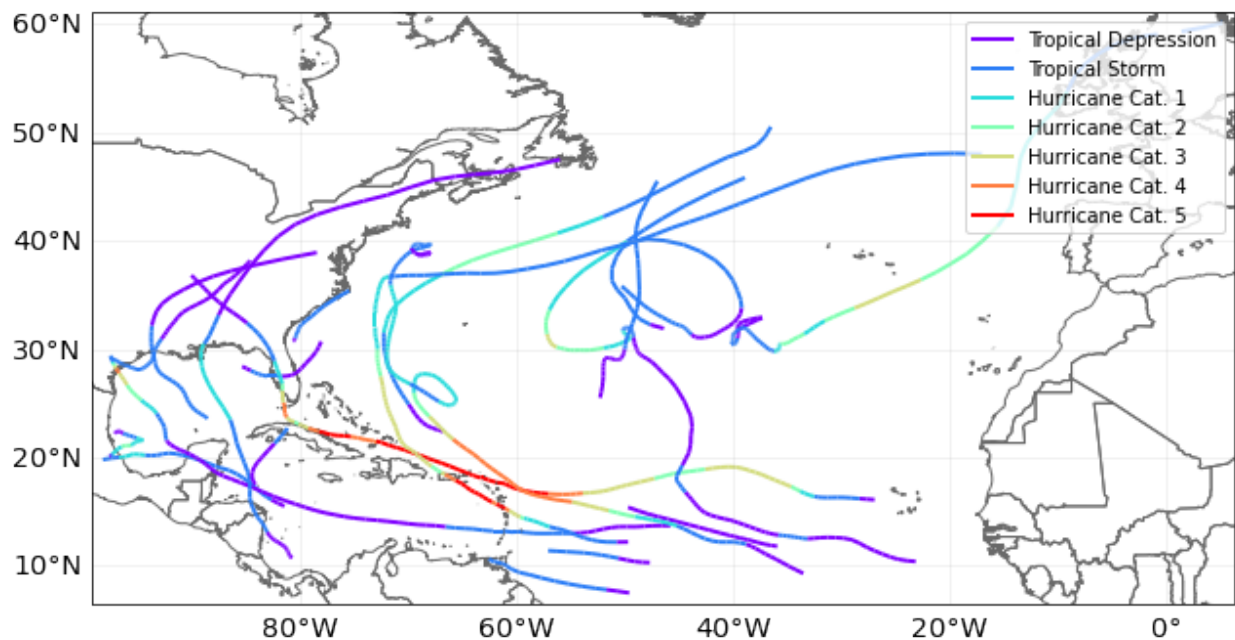 60°N
50°N
40°N
30°N
20°N
10°N
80°W
60°W
40°W
20°W
0°
Tropical Depression
Tropical Storm
Hurricane Cat. 1
Hurricane Cat. 2
Hurricane Cat. 3
Hurricane Cat. 4
Hurricane Cat. 5